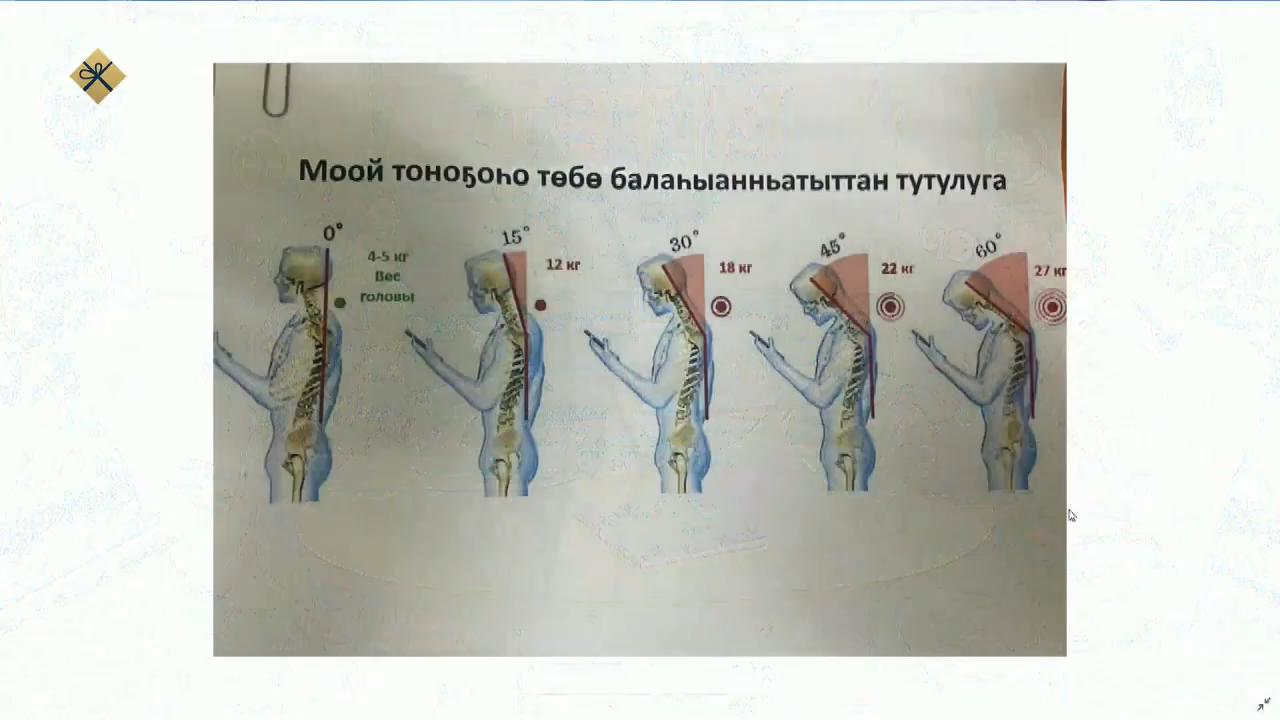 Моой тоноҕоһо төбө балаһыанньатыттан тутулуга
0°
4-5 кг
Вес
головы
15°
12 кг
30°
18 кг
45°
22 кг
60°
27 кг